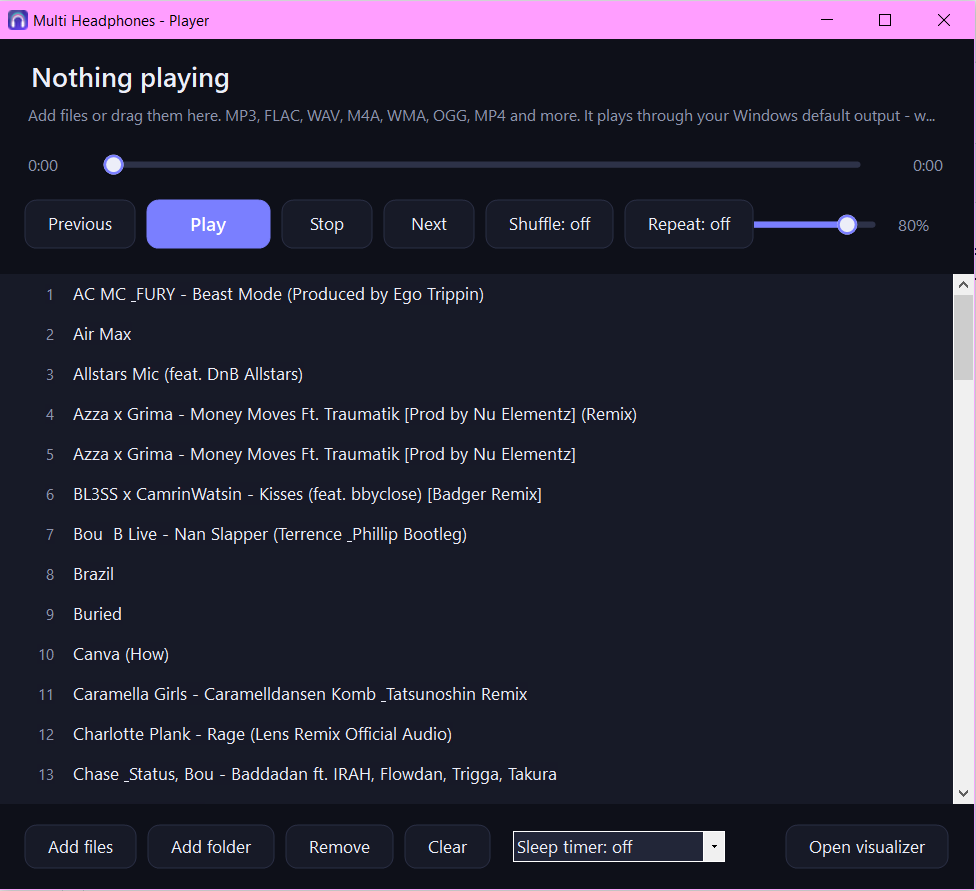 Multi Headphones - Player
Nothing playing
Add files or drag them here. MP3, FLAC, WAV, M4A, WMA, OGG, MP4 and more. It plays through your Windows default output - w...
0:00 0:00
Previous Play Stop Next Shuffle: off Repeat: off 80%
1 AC MC _FURY - Beast Mode (Produced by Ego Trippin)
2 Air Max
3 Allstars Mic (feat. DnB Allstars)
4 Azza x Grima - Money Moves Ft. Traumatik [Prod by Nu Elementz] (Remix)
5 Azza x Grima - Money Moves Ft. Traumatik [Prod by Nu Elementz]
6 BL3SS x CamrinWatsin - Kisses (feat. bbyclose) [Badger Remix]
7 Bou  B Live - Nan Slapper (Terrence _Phillip Bootleg)
8 Brazil
9 Buried
10 Canva (How)
11 Caramella Girls - Caramelldansen Komb _Tatsunoshin Remix
12 Charlotte Plank - Rage (Lens Remix Official Audio)
13 Chase _Status, Bou - Baddadan ft. IRAH, Flowdan, Trigga, Takura
Add files Add folder Remove Clear Sleep timer: off Open visualizer